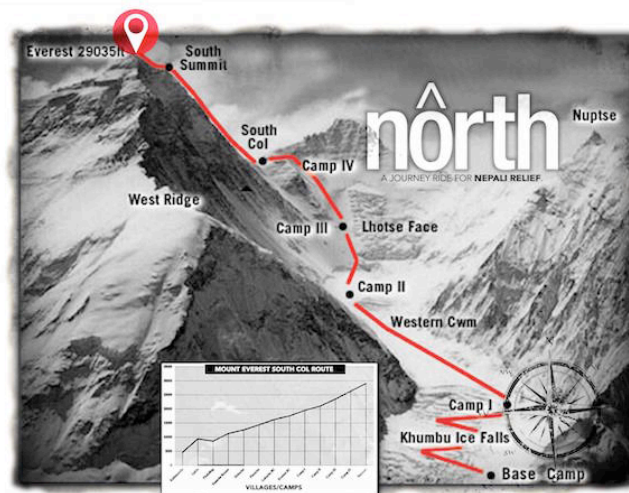 Everest 29035ft
South
Summit
nôrth
A JOURNEY RIDE FOR NEPALI RELIEF.
Nuptse
South
Col
Camp IV
West Ridge
Camp III
Lhotse Face
Camp II
Western Cwm
MOUNT EVEREST SOUTH COL ROUTE
Camp I
Khumbu Ice Falls
Base Camp
VILLAGES/CAMPS